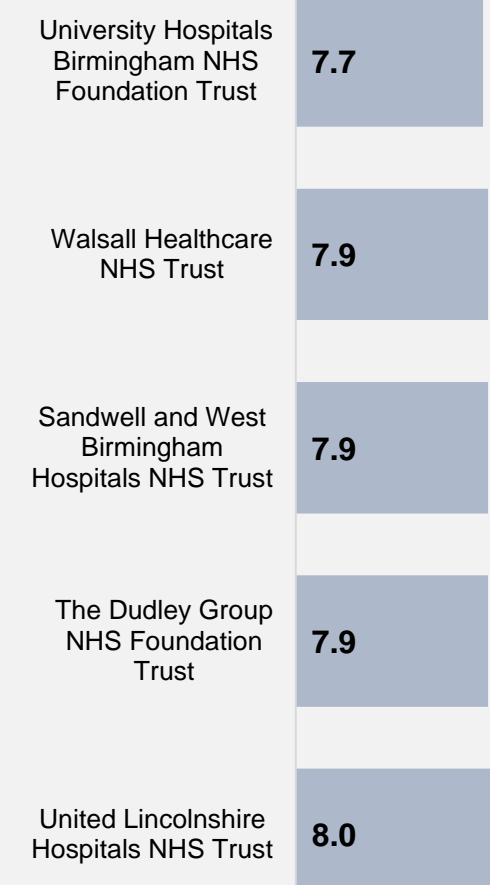 University Hospitals
Birmingham NHS
Foundation Trust
7.7
Walsall Healthcare
NHS Trust
7.9
Sandwell and West
Birmingham
Hospitals NHS Trust
7.9
The Dudley Group
NHS Foundation
Trust
7.9
United Lincolnshire
Hospitals NHS Trust
8.0